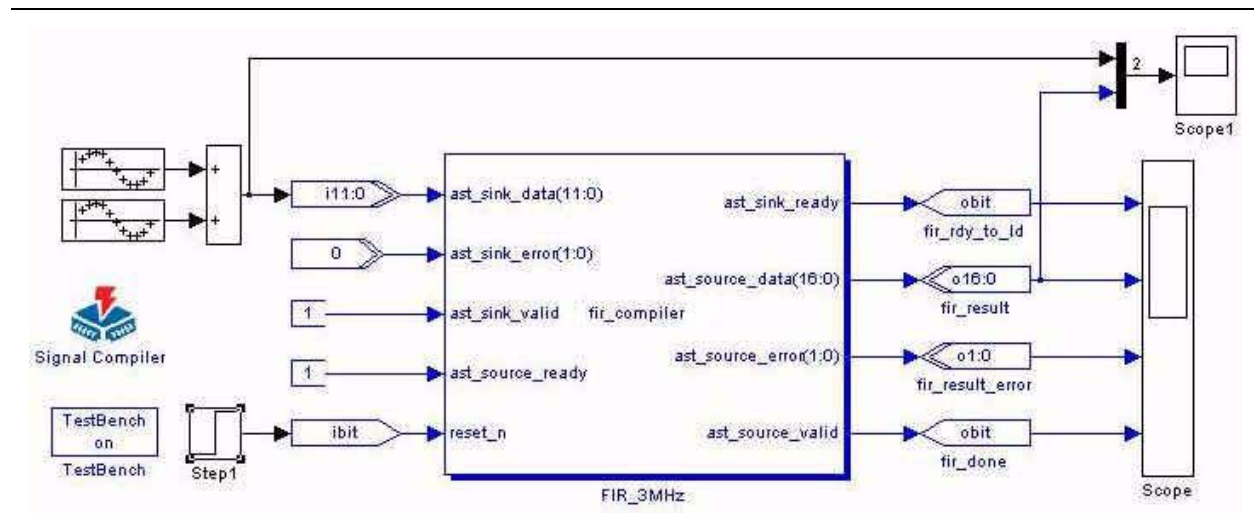 2
Scope1
+
+
i11:0
ast_sink_data(11:0)
ast_sink_ready
obit
fir_rdy_to_ld
0
ast_sink_error(1:0)
ast_source_data(16:0)
o16:0
fir_result
1
ast_sink_valid
fir_compiler
Signal Compiler
ast_source_error(1:0)
o1:0
fir_result_error
1
ast_source_ready
TestBench
on
TestBench
Step1
ibit
reset_n
ast_source_valid
obit
fir_done
FIR_3MHz
Scope